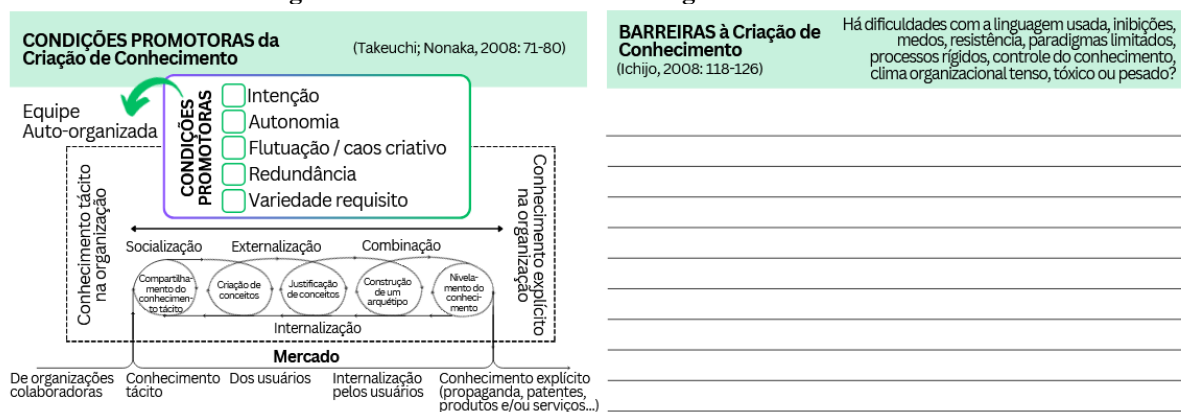 CONDIÇÕES PROMOTORAS da
Criação de Conhecimento
(Takeuchi; Nonaka, 2008: 71-80)
Equipe
Auto-organizada
CONDIÇÕES
PROMOTORAS
Intenção
Autonomia
Flutuação / caos criativo
Redundância
Variedade requisito
Conhecimento tácito
na organização
Conhecimento explícito
na organização
Socialização
Externalização
Combinação
Compartilha-
mento do
conhecimen-
to tácito
Criação de
conceitos
Justificação
de conceitos
Construção
de um
arquétipo
Nivela-
mento do
conheci-
mento
Internalização
Mercado
De organizações
colaboradoras
Conhecimento
tácito
Dos usuários
Internalização
pelos usuários
Conhecimento explícito
(propaganda, patentes,
produtos e/ou serviços...)
BARREIRAS à Criação de
Conhecimento
(Ichijo, 2008: 118-126)
Há dificuldades com a linguagem usada, inibições,
medos, resistência, paradigmas limitados,
processos rígidos, controle do conhecimento,
clima organizacional tenso, tóxico ou pesado?